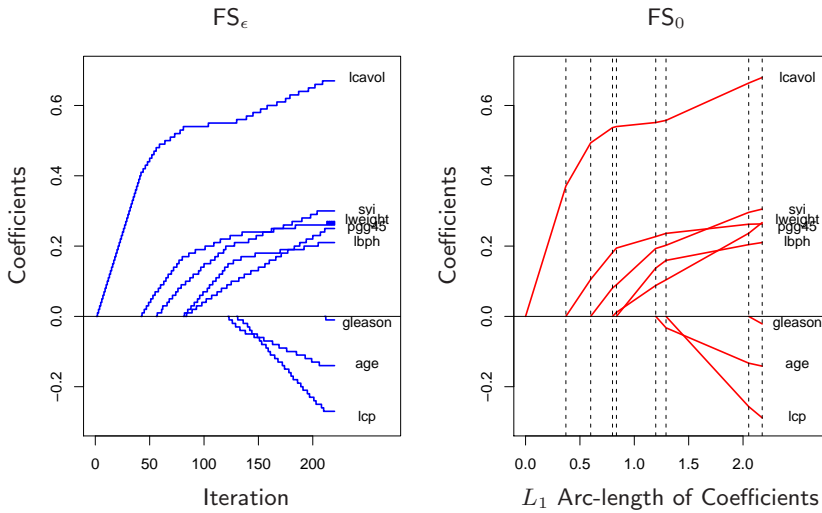 FSϵ
Coefficients
0.6
0.4
0.2
0.0
−0.2
lcavol
svi
lweight
pgg45
lbph
gleason
age
lcp
0 50 100 150 200
Iteration
FS0
Coefficients
0.6
0.4
0.2
0.0
−0.2
lcavol
svi
lweight
pgg45
lbph
gleason
age
lcp
0.0 0.5 1.0 1.5 2.0
L1 Arc-length of Coefficients